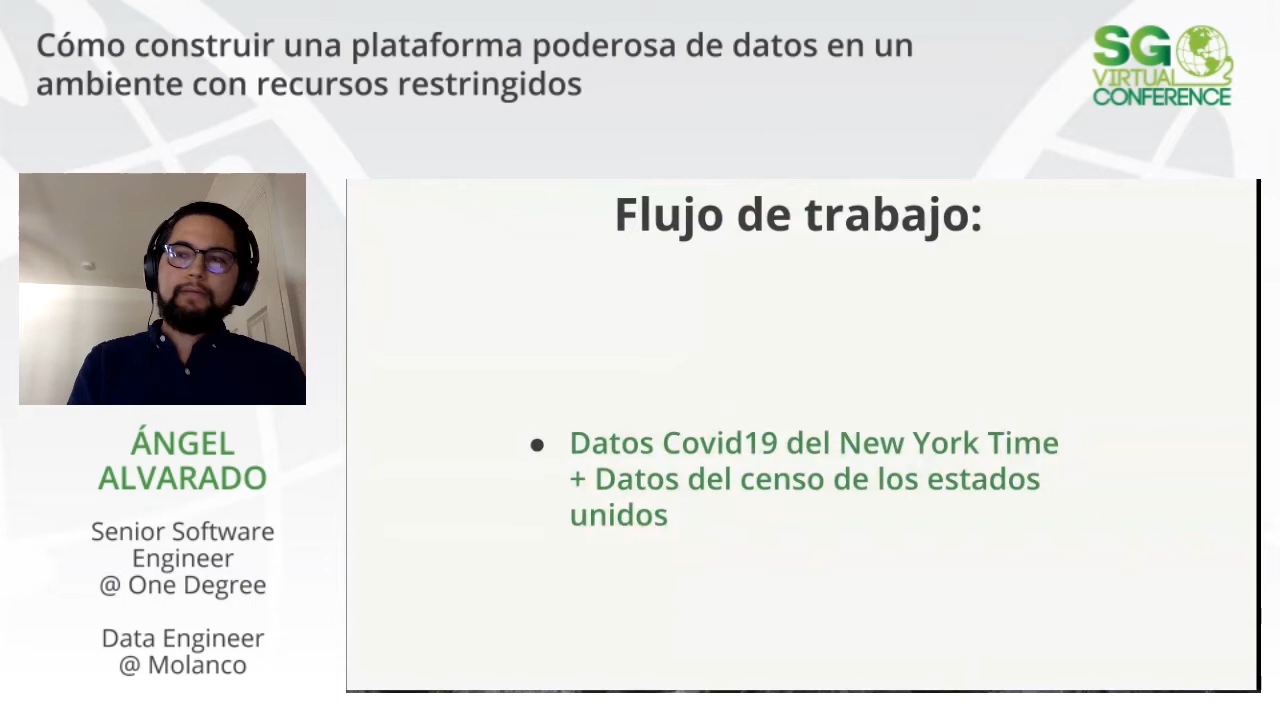 Cómo construir una plataforma poderosa de datos en un
ambiente con recursos restringidos
SG
VIRTUAL
CONFERENCE
Flujo de trabajo:
● Datos Covid19 del New York Time
+ Datos del censo de los estados
unidos
ÁNGEL
ALVARADO
Senior Software
Engineer
@ One Degree
Data Engineer
@ Molanco